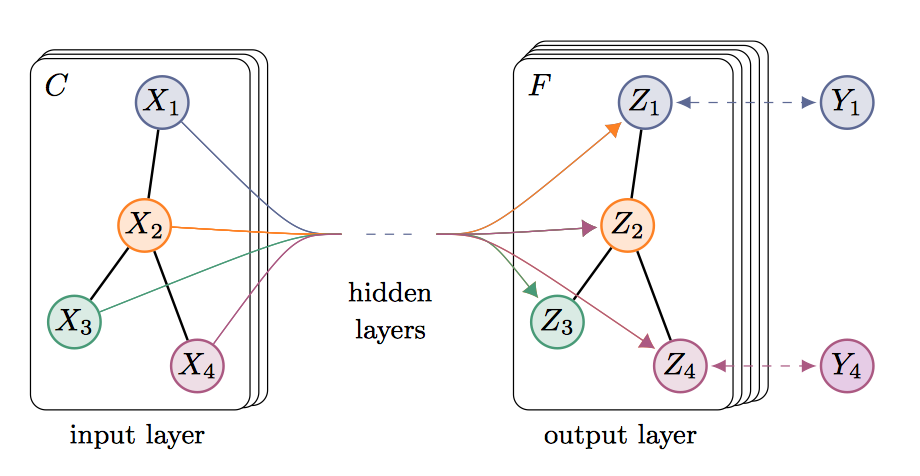 C
X₁
X₂
X₃
X₄
input layer
hidden
layers
F
Z₁
Z₂
Z₃
Z₄
output layer
Y₁
Y₄